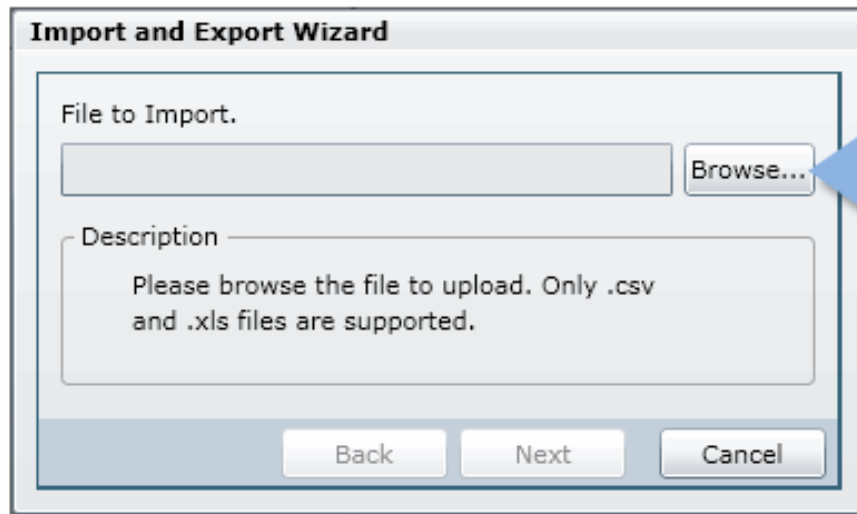 Import and Export Wizard
File to Import.
Browse...
Description
Please browse the file to upload. Only .csv
and .xls files are supported.
Back
Next
Cancel